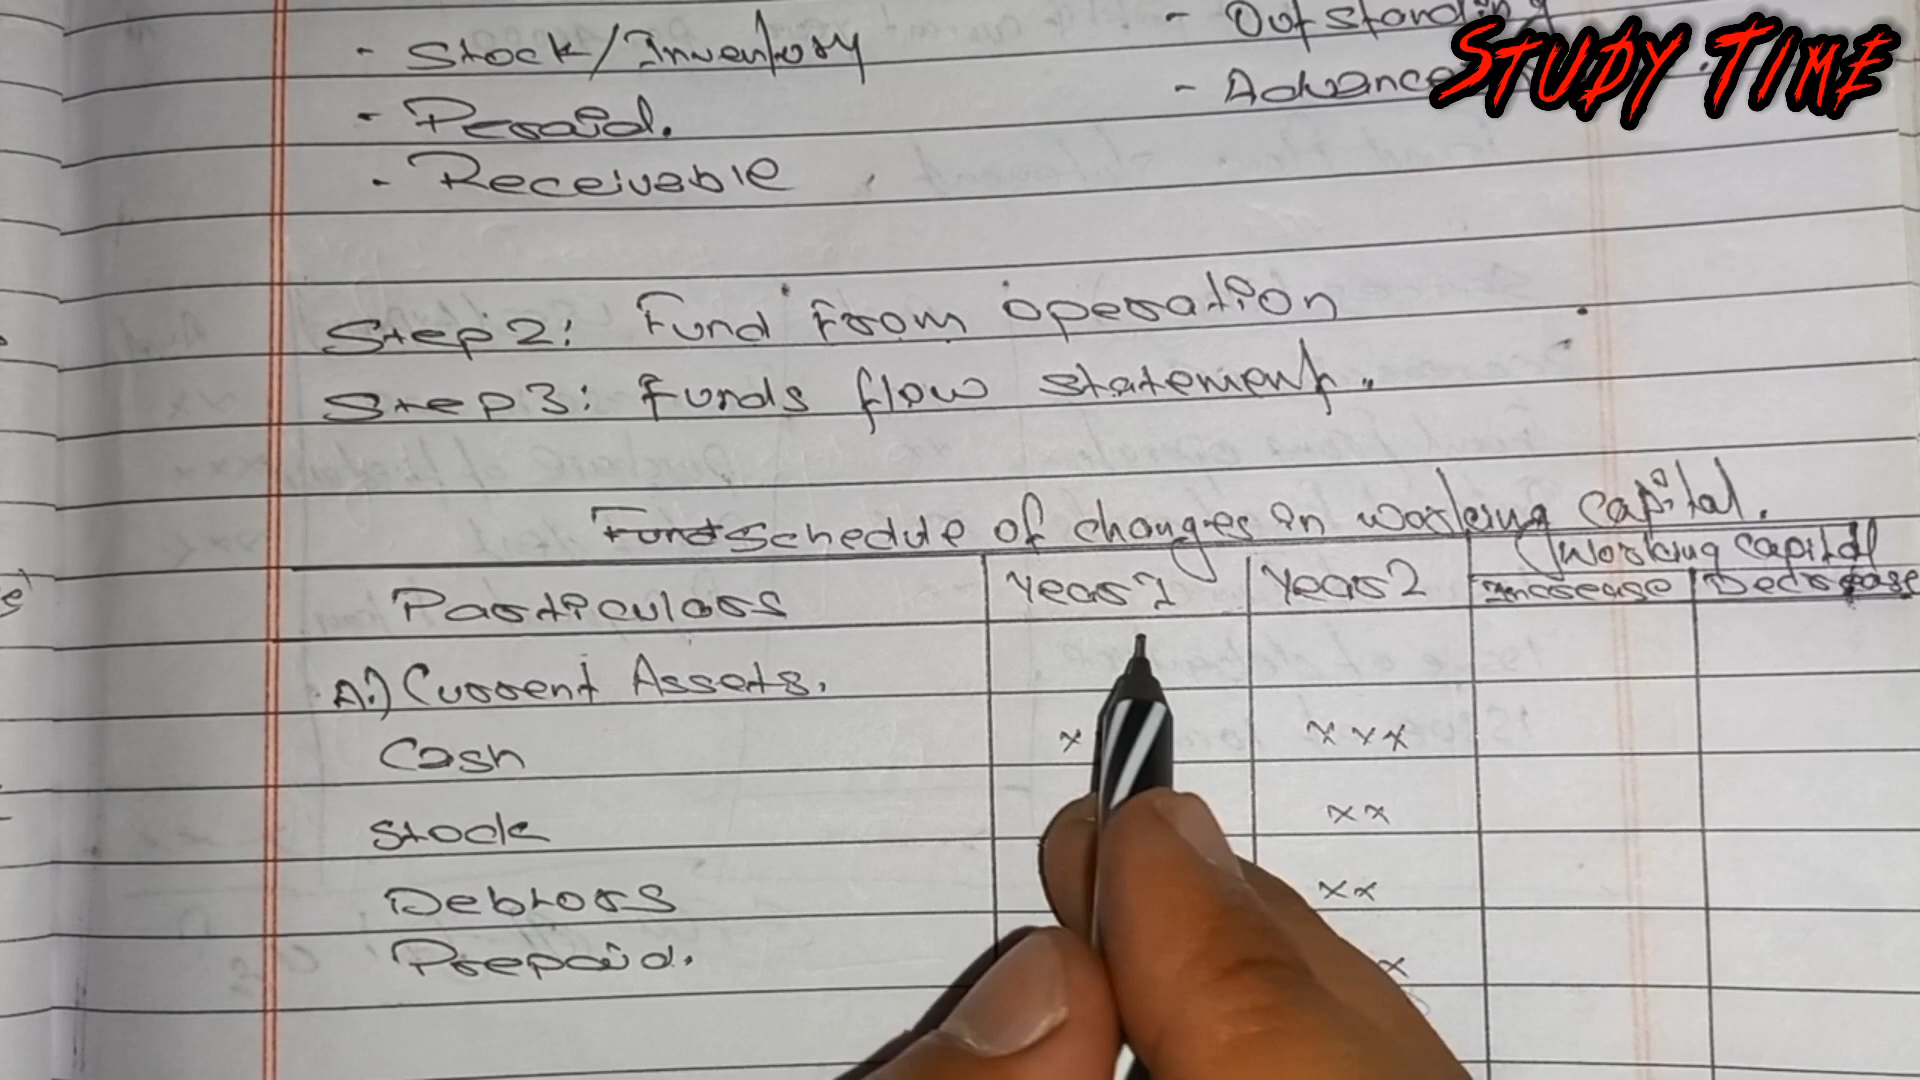 - Outstanding
- Stock/Inventory
STUDY TIME
- Advance
- Peraid.
- Receivable
Step 2: Fund from operation
Step 3: Funds flow statement.
Schedule of changes in working capital.
Working capital
Particulars Year 1 Year 2 Increase Decrease
A.) Current Assets.
Cash x xxx
Stock xx
Debtors xx
Prepaid. x